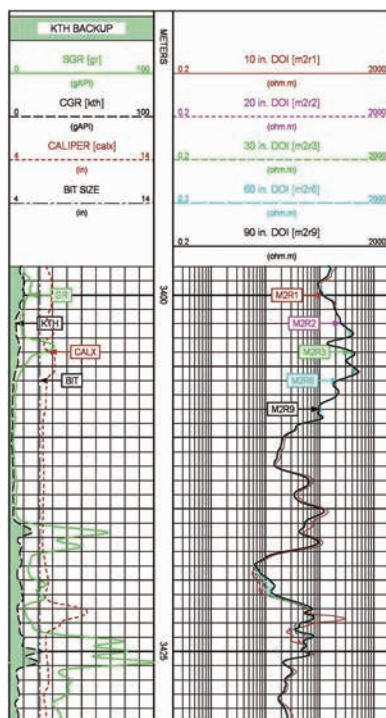 KTH BACKUP
SGR [gr]
0 100
(gAPI)
CGR [kth]
0 100
(gAPI)
CALIPER [calx]
4 14
(in)
BIT SIZE
4 14
(in)
METERS
10 in. DOI [m2r1]
0.2 2000
(ohm.m)
20 in. DOI [m2r2]
0.2 2000
(ohm.m)
30 in. DOI [m2r3]
0.2 2000
(ohm.m)
60 in. DOI [m2r6]
0.2 2000
(ohm.m)
90 in. DOI [m2r9]
0.2 2000
(ohm.m)
GR
KTH
CALX
BIT
3400
3425
M2R1
M2R2
M2R3
M2R6
M2R9